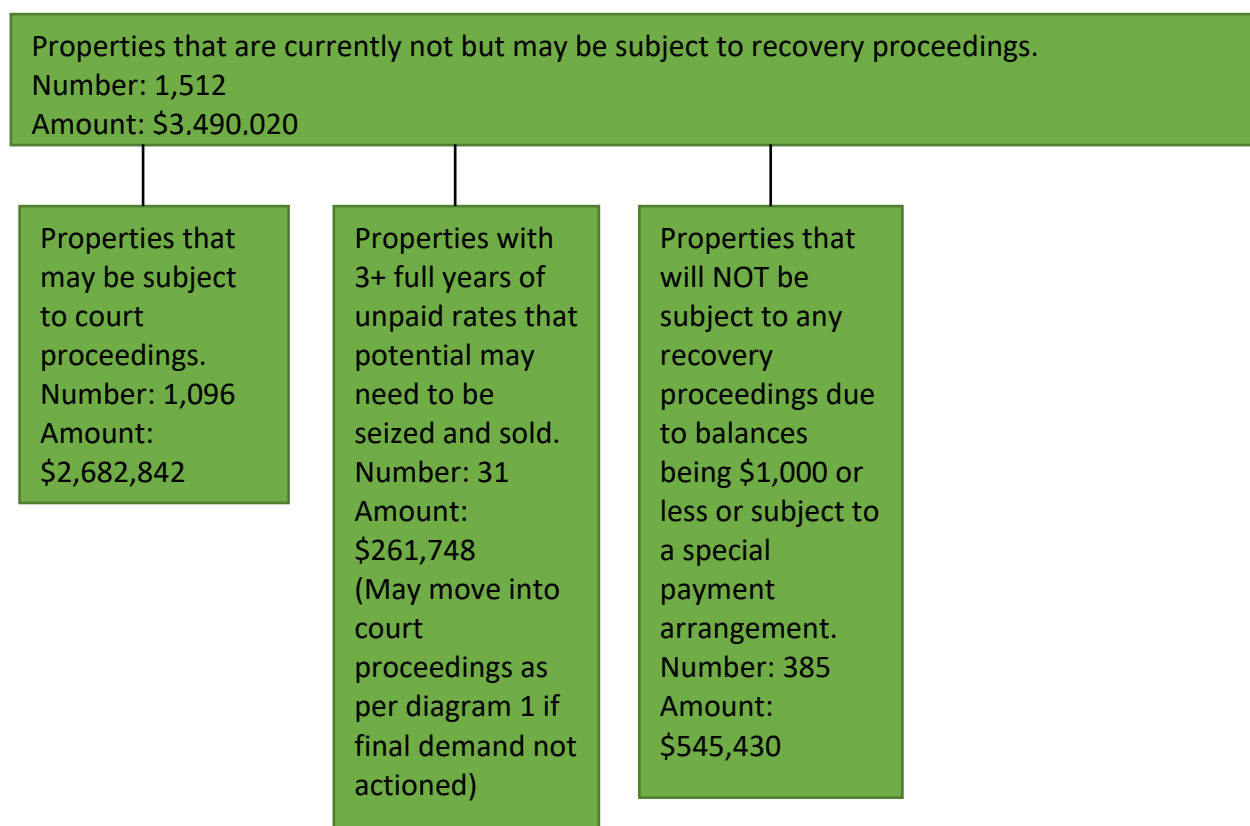 Properties that are currently not but may be subject to recovery proceedings.
Number: 1,512
Amount: $3,490,020
Properties that
may be subject
to court
proceedings.
Number: 1,096
Amount:
$2,682,842
Properties with
3+ full years of
unpaid rates that
potential may
need to be
seized and sold.
Number: 31
Amount:
$261,748
(May move into
court
proceedings as
per diagram 1 if
final demand not
actioned)
Properties that
will NOT be
subject to any
recovery
proceedings due
to balances
being $1,000 or
less or subject to
a special
payment
arrangement.
Number: 385
Amount:
$545,430